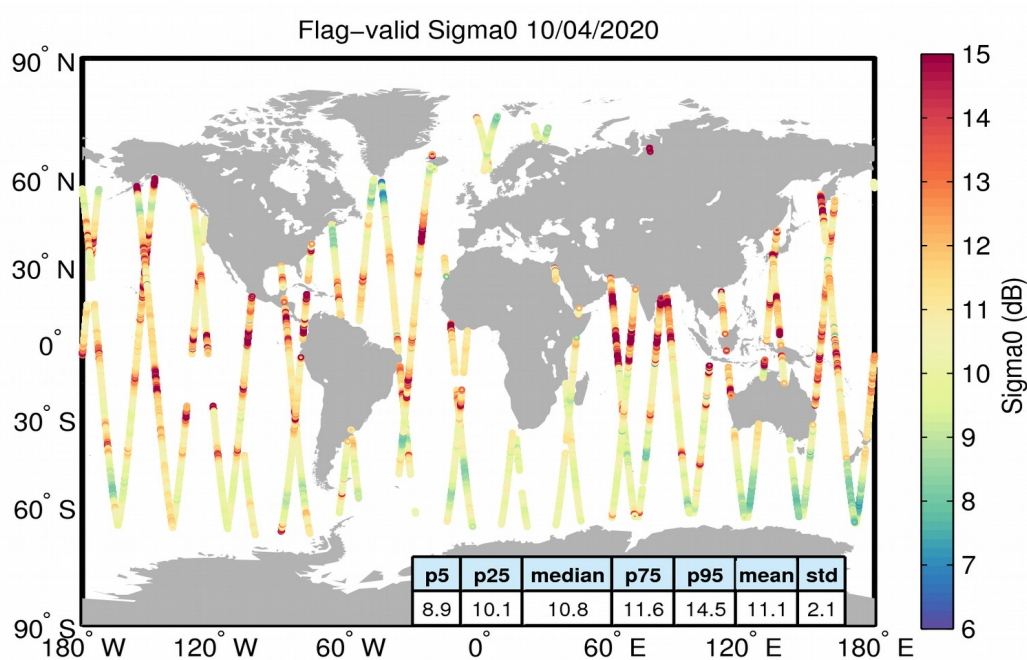 Flag−valid Sigma0 10/04/2020
90° N
60° N
30° N
0°
30° S
60° S
90° S
180° W
120° W
60° W
0°
60° E
120° E
180° E
p5 p25 median p75 p95 mean std
8.9 10.1 10.8 11.6 14.5 11.1 2.1
15
14
13
12
11
10
9
8
7
6
Sigma0 (dB)